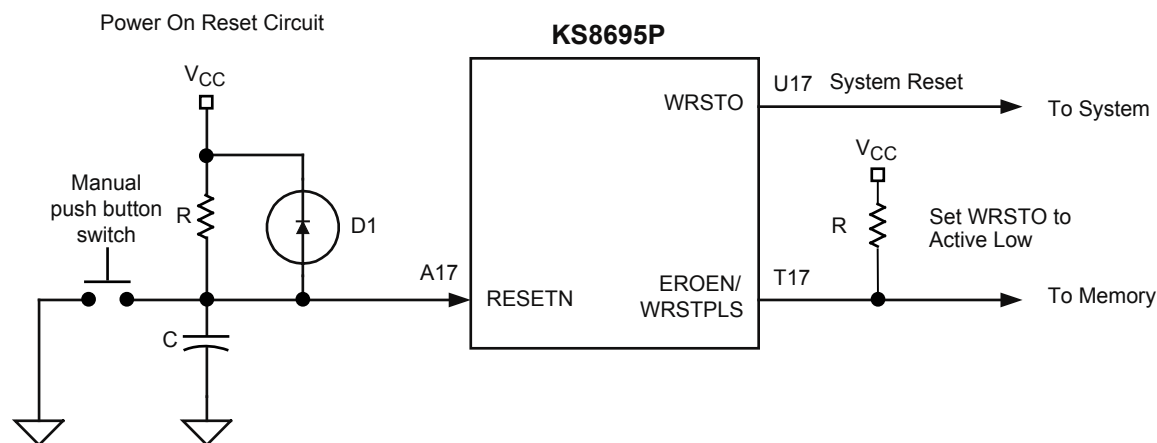 Power On Reset Circuit
KS8695P
VCC
U17 System Reset
WRSTO
To System
VCC
Manual
push button
switch
R
D1
R
Set WRSTO to
Active Low
A17
T17
RESETN
EROEN/
WRSTPLS
To Memory
C